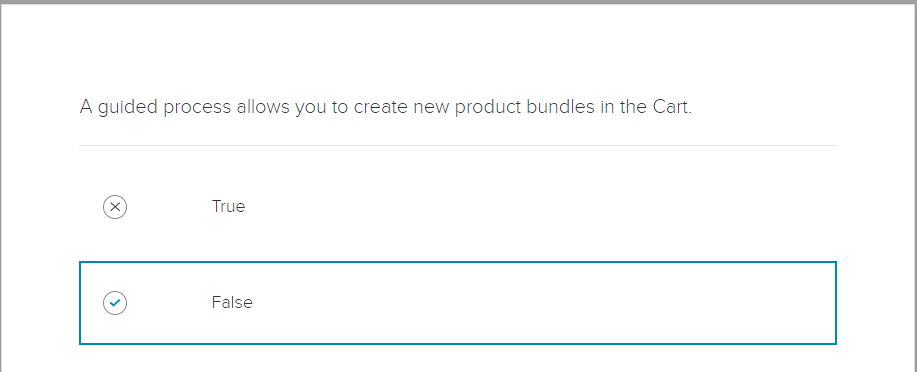 A guided process allows you to create new product bundles in the Cart.
True
False